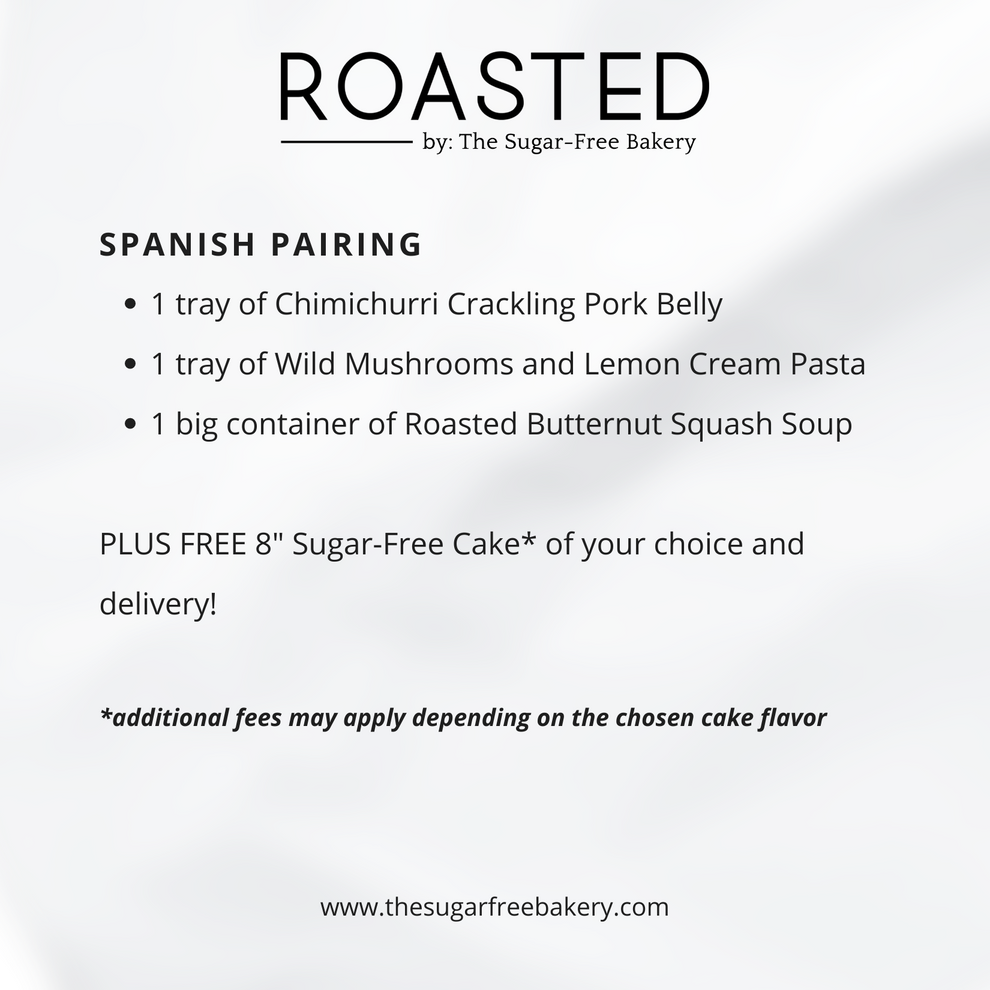 ROASTED
by: The Sugar-Free Bakery
SPANISH PAIRING
• 1 tray of Chimichurri Crackling Pork Belly
• 1 tray of Wild Mushrooms and Lemon Cream Pasta
• 1 big container of Roasted Butternut Squash Soup
PLUS FREE 8" Sugar-Free Cake* of your choice and
delivery!
*additional fees may apply depending on the chosen cake flavor
www.thesugarfreebakery.com